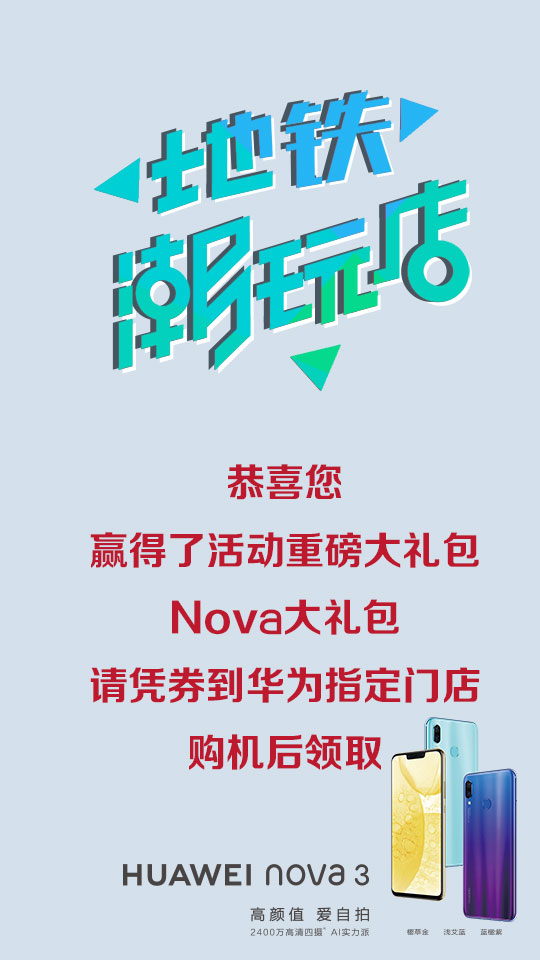 地铁
潮玩店
恭喜您
赢得了活动重磅大礼包
Nova大礼包
请凭券到华为指定门店
购机后领取
HUAWEI nova 3
高颜值 爱自拍
2400万高清四摄* AI实力派
樱草金 浅艾蓝 蓝楹紫